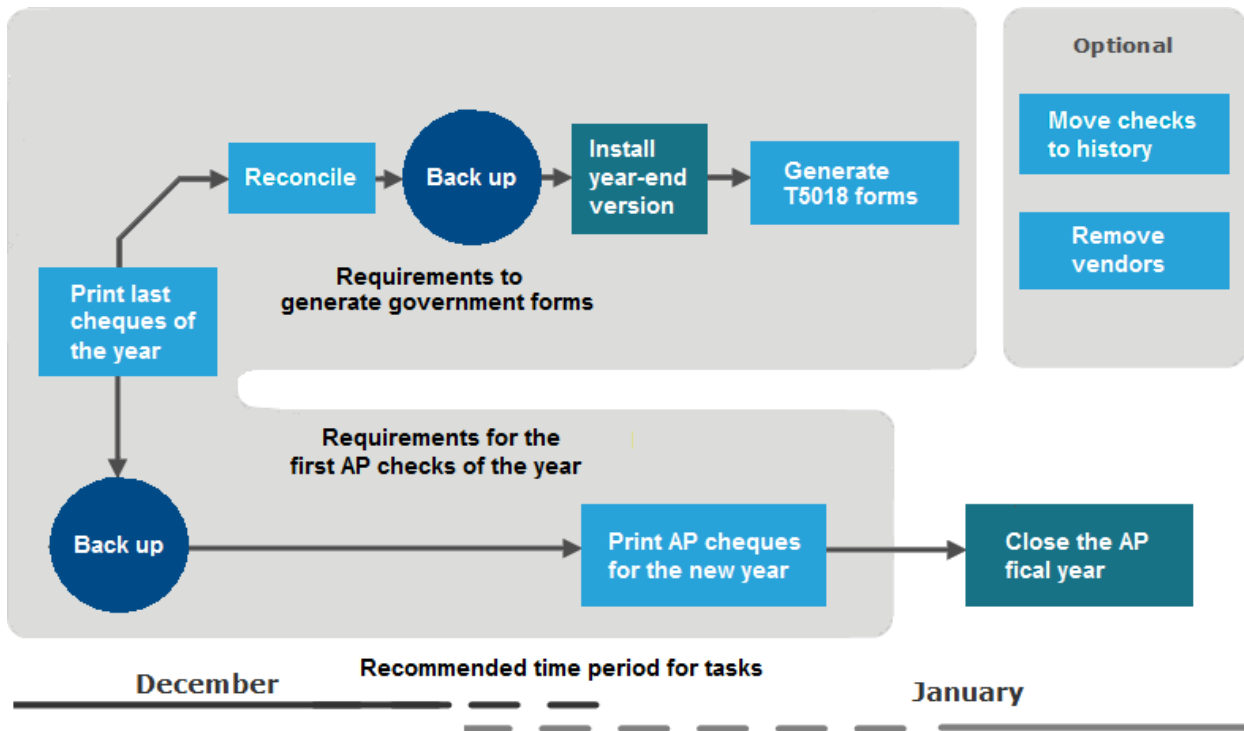 Optional
Move checks
to history
Remove
vendors
Reconcile
Back up
Install
year-end
version
Generate
T5018 forms
Requirements to
generate government forms
Print last
cheques of
the year
Requirements for the
first AP checks of the year
Back up
Print AP cheques
for the new year
Close the AP
fical year
Recommended time period for tasks
December
January